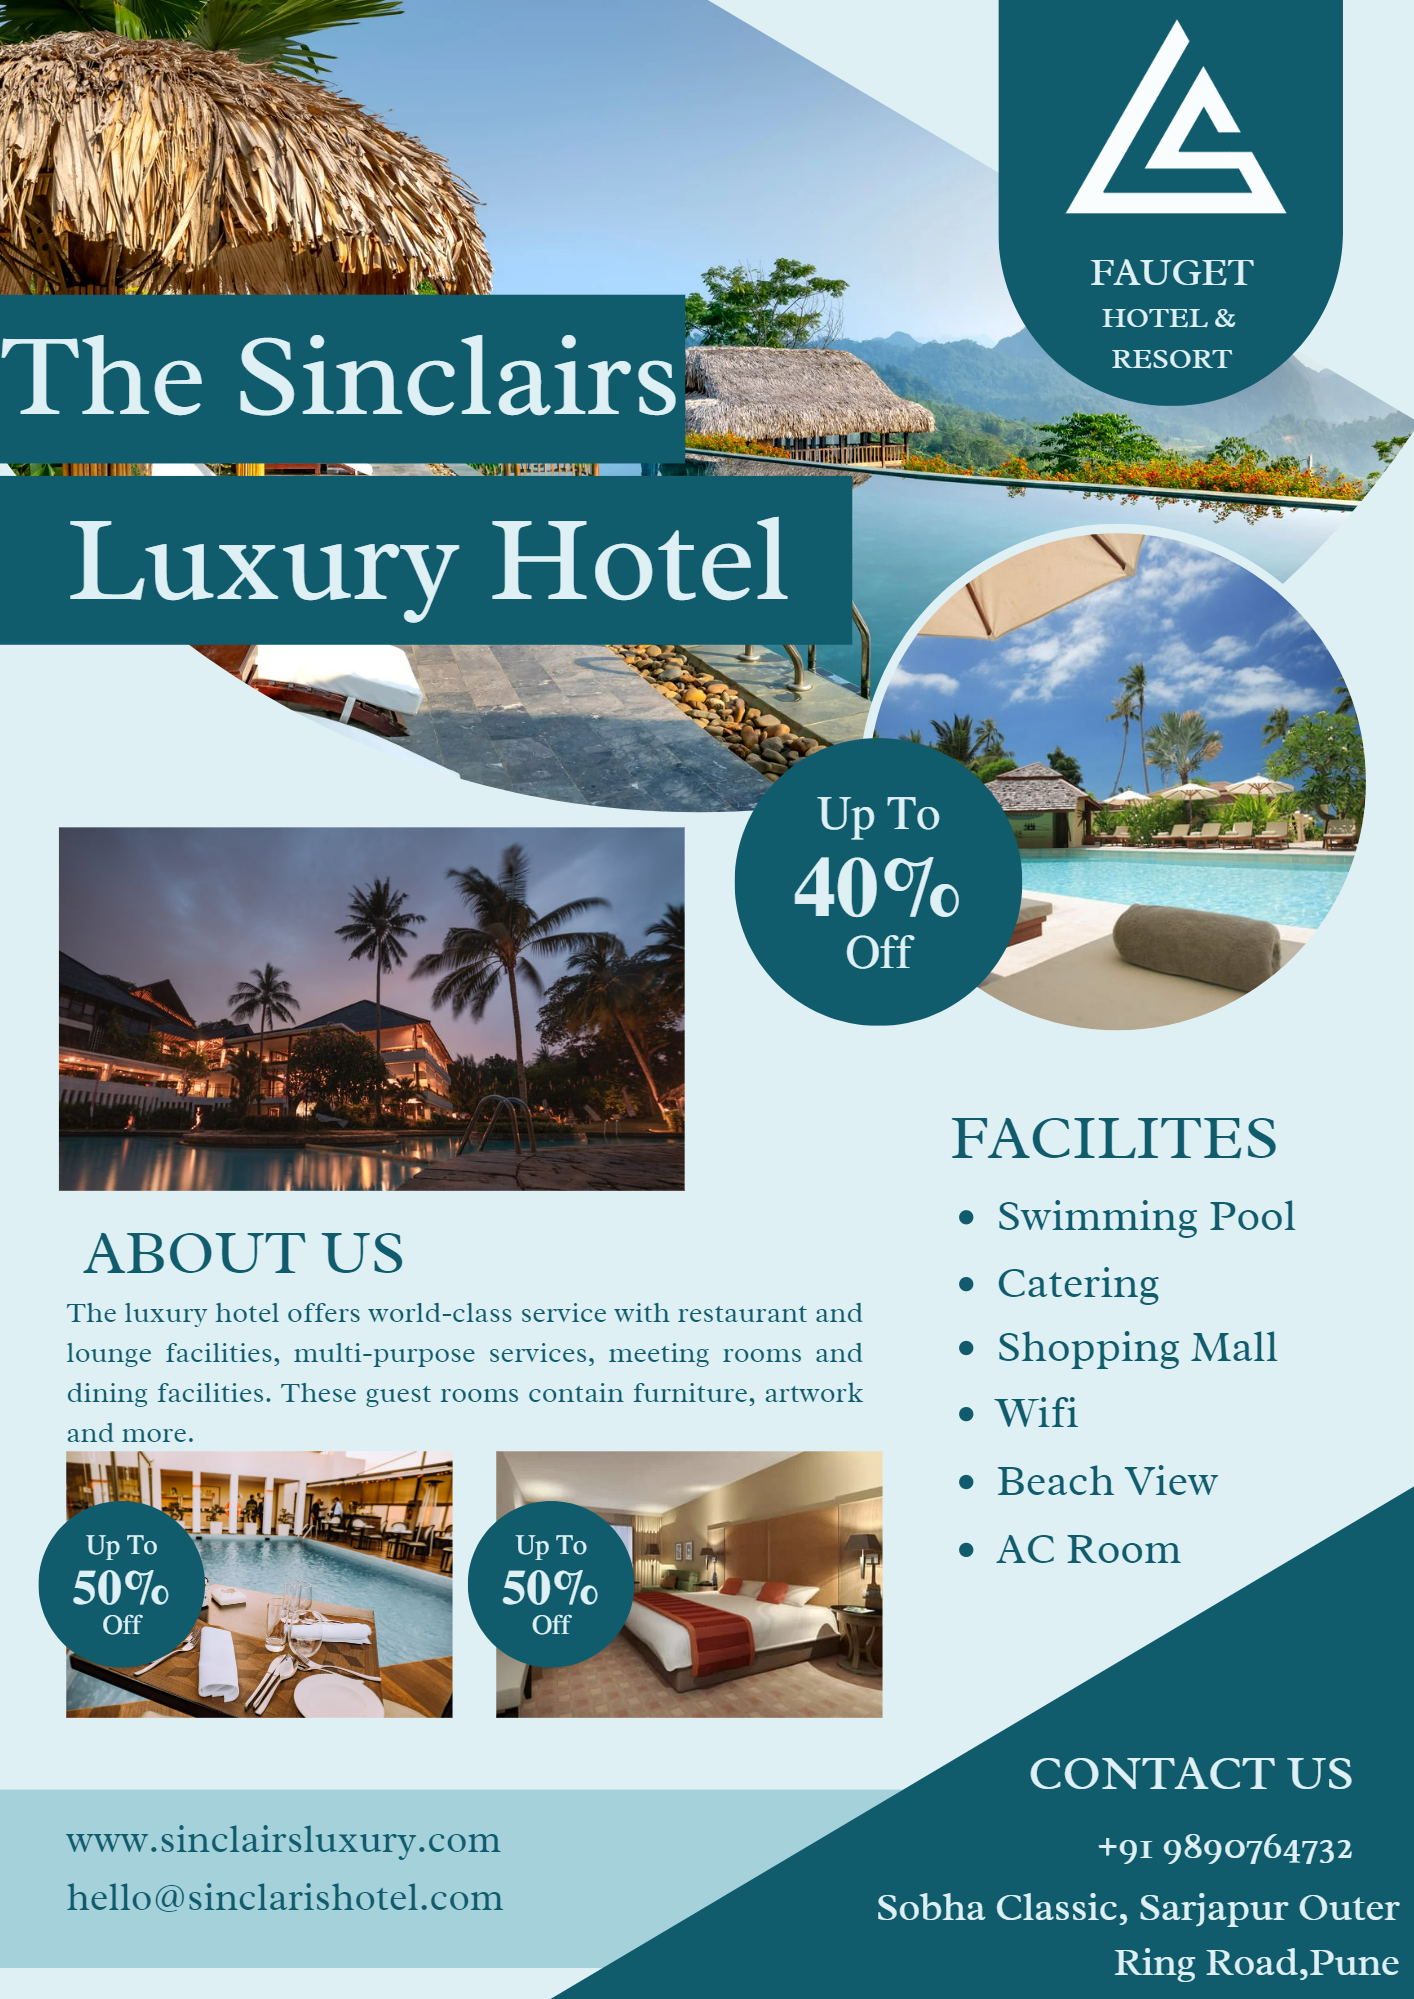 FAUGET
HOTEL &
RESORT
The Sinclairs
Luxury Hotel
Up To
40%
Off
ABOUT US
The luxury hotel offers world-class service with restaurant and
lounge facilities, multi-purpose services, meeting rooms and
dining facilities. These guest rooms contain furniture, artwork
and more.
Up To
50%
Off
Up To
50%
Off
FACILITES
• Swimming Pool
• Catering
• Shopping Mall
• Wifi
• Beach View
• AC Room
www.sinclairsluxury.com
hello@sinclarishotel.com
CONTACT US
+91 9890764732
Sobha Classic, Sarjapur Outer
Ring Road,Pune